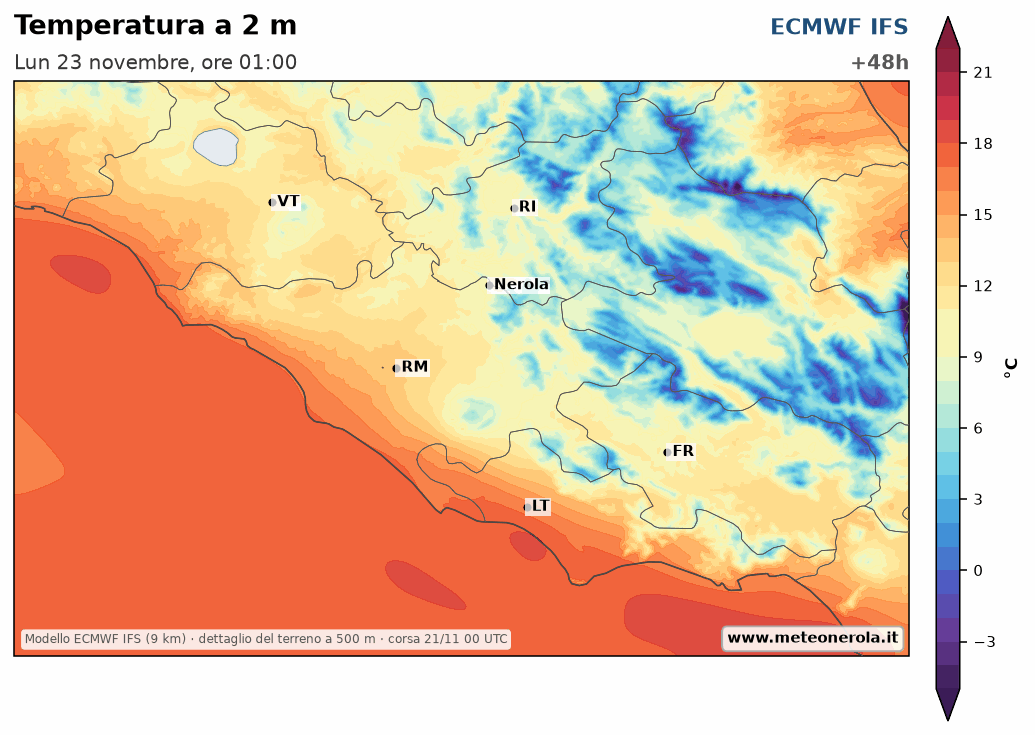 Temperatura a 2 m
ECMWF IFS
Lun 23 novembre, ore 01:00
+48h
VT
RI
Nerola
RM
FR
LT
21
18
15
12
9
6
3
0
−3
°C
Modello ECMWF IFS (9 km) · dettaglio del terreno a 500 m · corsa 21/11 00 UTC
www.meteonerola.it